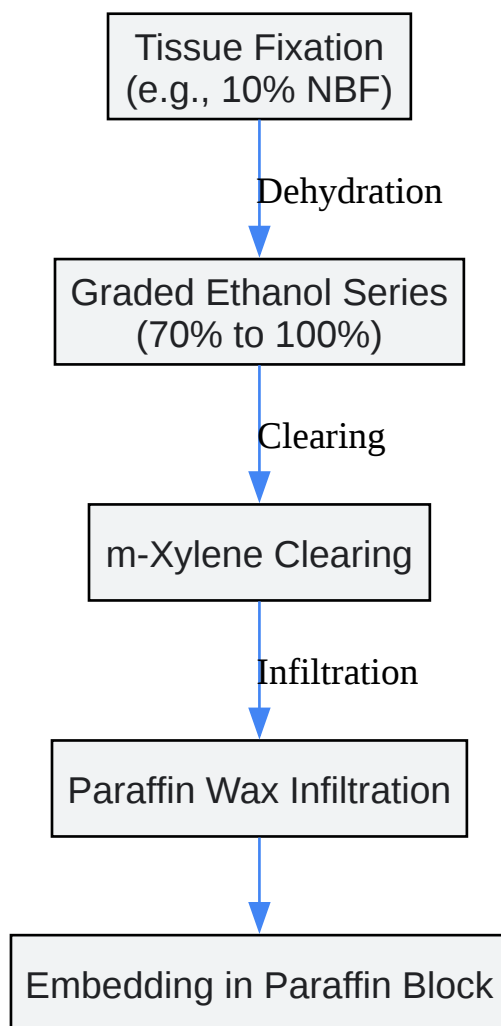 Tissue Fixation
(e.g., 10% NBF)
Dehydration
Graded Ethanol Series
(70% to 100%)
Clearing
m-Xylene Clearing
Infiltration
Paraffin Wax Infiltration
Embedding in Paraffin Block